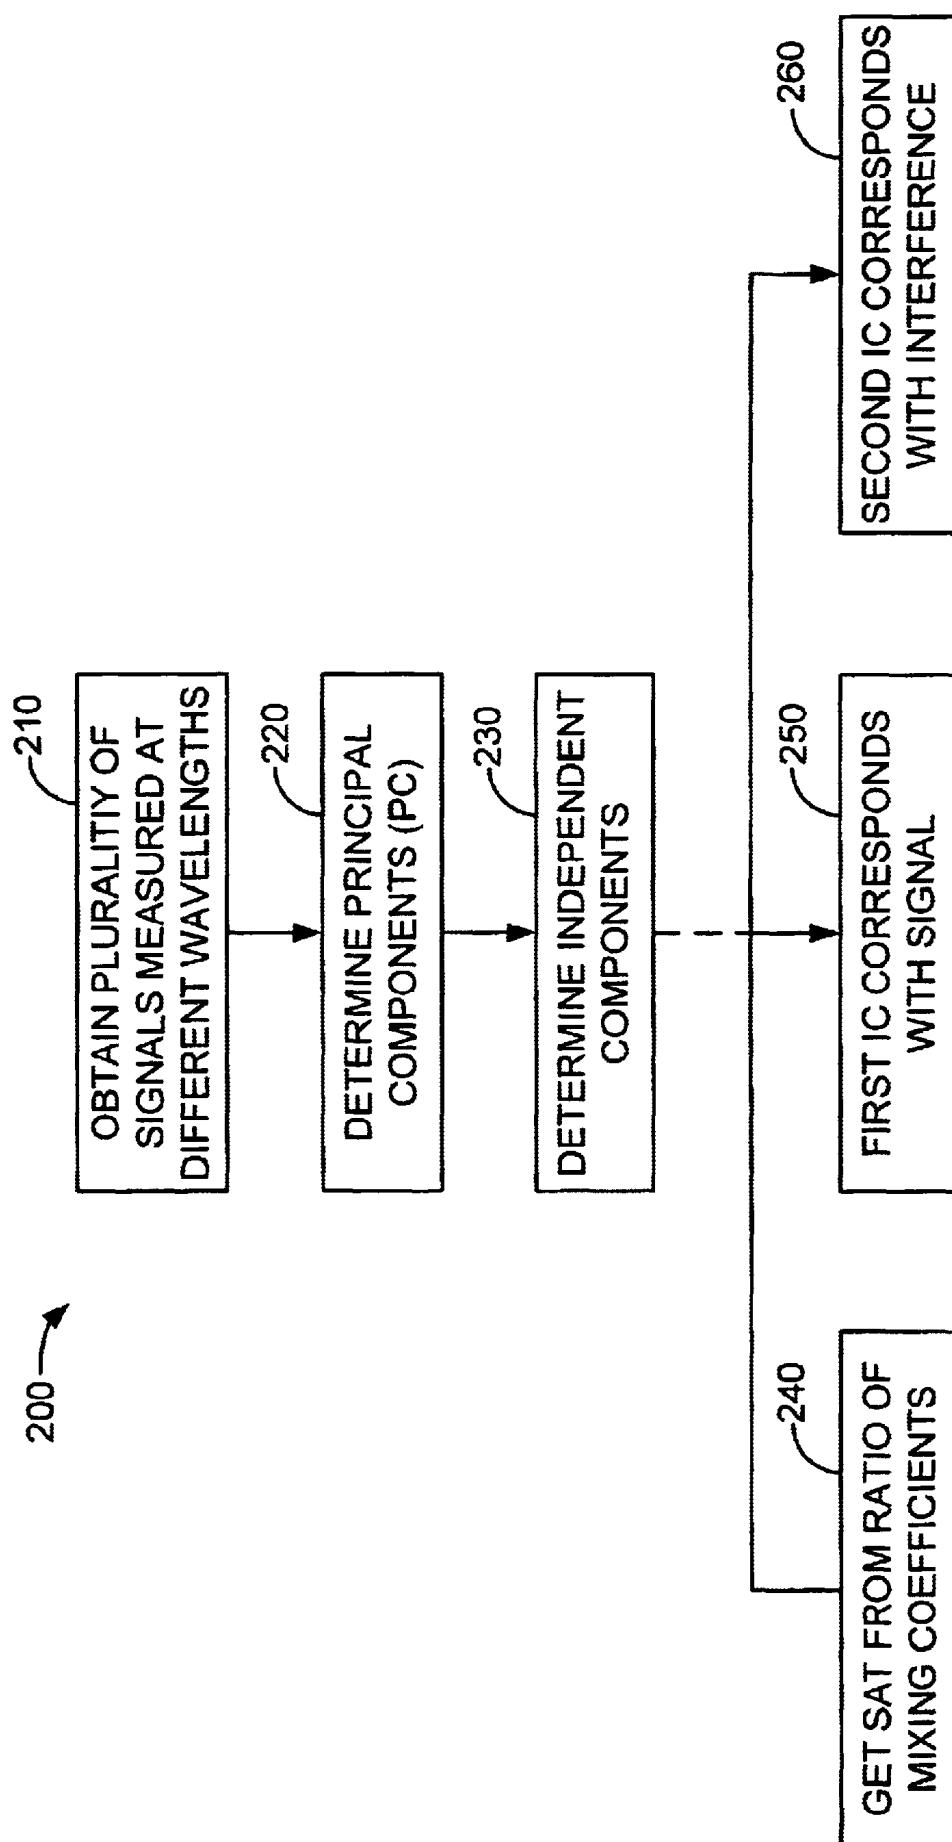 200
210
OBTAIN PLURALITIY OF
SIGNALS MEASURED AT
DIFFERENT WAVELENGTHS
220
DETERMINE PRINCIPAL
COMPONENTS (PC)
230
DETERMINE INDEPENDENT
COMPONENTS
240
GET SAT FROM RATIO OF
MIXING COEFFICIENTS
250
FIRST IC CORRESPONDS
WITH SIGNAL
260
SECOND IC CORRESPONDS
WITH INTERFERENCE